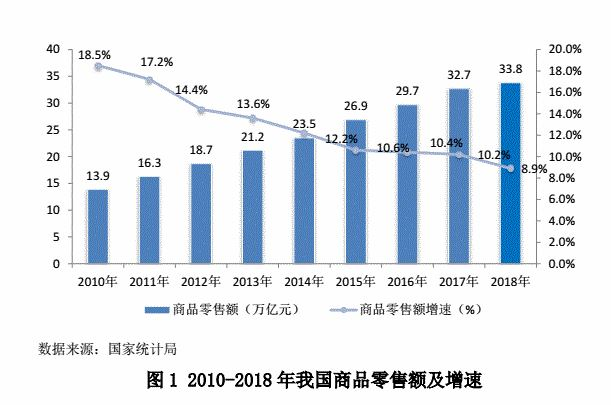 40 20.0%
35 18.0%
30 16.0%
25 14.0%
20 12.0%
15 10.0%
10 8.0%
5 6.0%
0 4.0%
2.0%
0.0%
18.5% 17.2% 14.4% 13.6% 12.2% 10.6% 10.4% 10.2% 8.9%
13.9 16.3 18.7 21.2 23.5 26.9 29.7 32.7 33.8
2010年 2011年 2012年 2013年 2014年 2015年 2016年 2017年 2018年
商品零售额（万亿元） 商品零售额增速（%）
数据来源：国家统计局
图1 2010-2018年我国商品零售额及增速